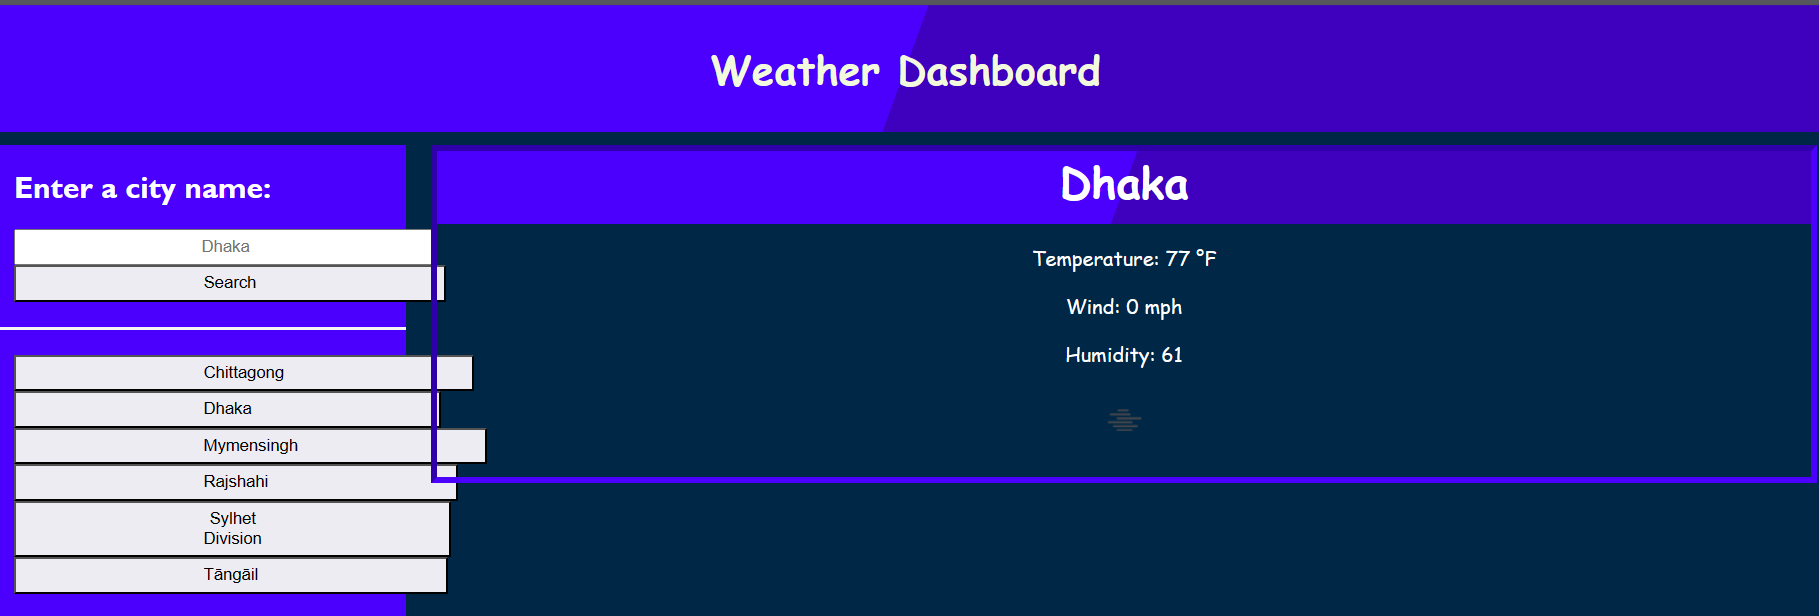 Weather Dashboard
Enter a city name:
Dhaka
Search
Chittagong
Dhaka
Mymensingh
Rajshahi
Sylhet
Division
Tāngāil
Dhaka
Temperature: 77 °F
Wind: 0 mph
Humidity: 61